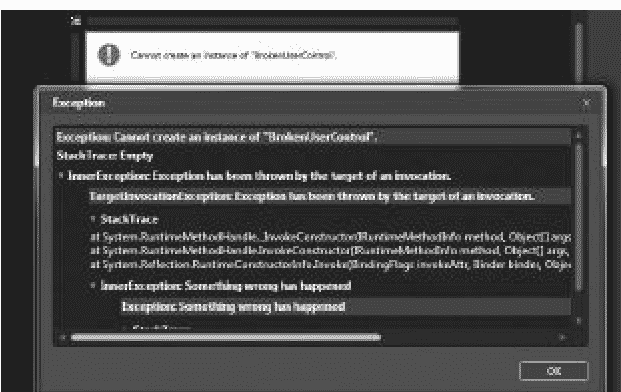 Cannot create an instance of "BrokenUserControl".
Exception
Exception: Cannot create an instance of "BrokenUserControl".
StackTrace: Empty
InnerException: Exception has been thrown by the target of an invocation.
TargetInvocationException: Exception has been thrown by the target of an invocation.
StackTrace
at System.RuntimeMethodHandle._InvokeConstructor(IRuntimeMethodInfo method, Object[] args
at System.RuntimeMethodHandle.InvokeConstructor(IRuntimeMethodInfo method, Object[] args,
at System.Reflection.RuntimeConstructorInfo.Invoke(BindingFlags invokeAttr, Binder binder, Objec
InnerException: Something wrong has happened
Exception: Something wrong has happened
StackTrace
OK